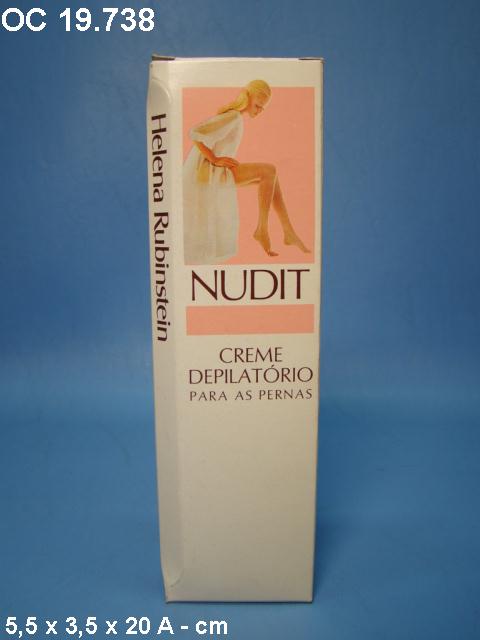 OC 19.738
Helena Rubinstein
NUDIT
CREME
DEPILATÓRIO
PARA AS PERNAS
5,5 x 3,5 x 20 A - cm